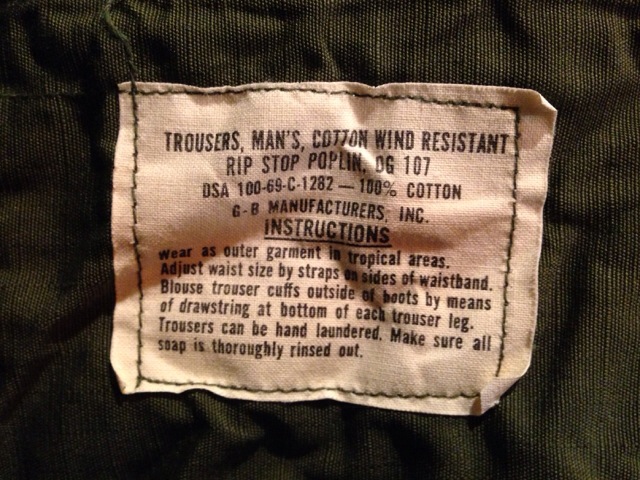 TROUSERS, MAN'S, COTTON WIND RESISTANT
RIP STOP POPLIN, OG 107
DSA 100-69-C-1282 — 100% COTTON
G-B MANUFACTURERS, INC.
INSTRUCTIONS
Wear as outer garment in tropical areas.
Adjust waist size by straps on sides of waistband.
Blouse trouser cuffs outside of boots by means
of drawstring at bottom of each trouser leg.
Trousers can be hand laundered. Make sure all
soap is thoroughly rinsed out.